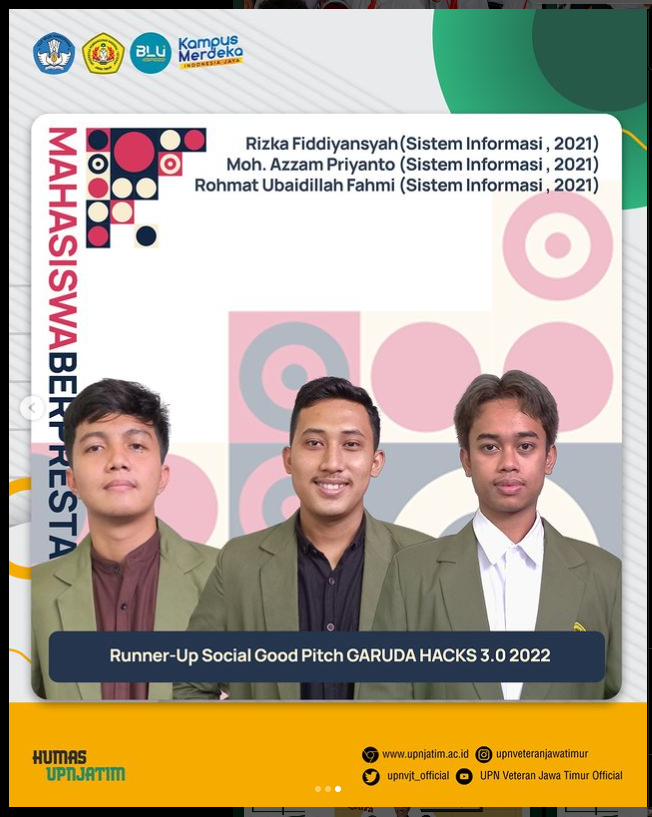 BLU
Kampus
Merdeka
INDONESIA JAYA
MAHASISWABERPRESTA
Rizka Fiddiyansyah(Sistem Informasi , 2021)
Moh. Azzam Priyanto (Sistem Informasi , 2021)
Rohmat Ubaidillah Fahmi (Sistem Informasi , 2021)
Runner-Up Social Good Pitch GARUDA HACKS 3.0 2022
HUMAS
UPNJATIM
www.upnjatim.ac.id upnveteranjawatimur
upnvjt_official UPN Veteran Jawa Timur Official